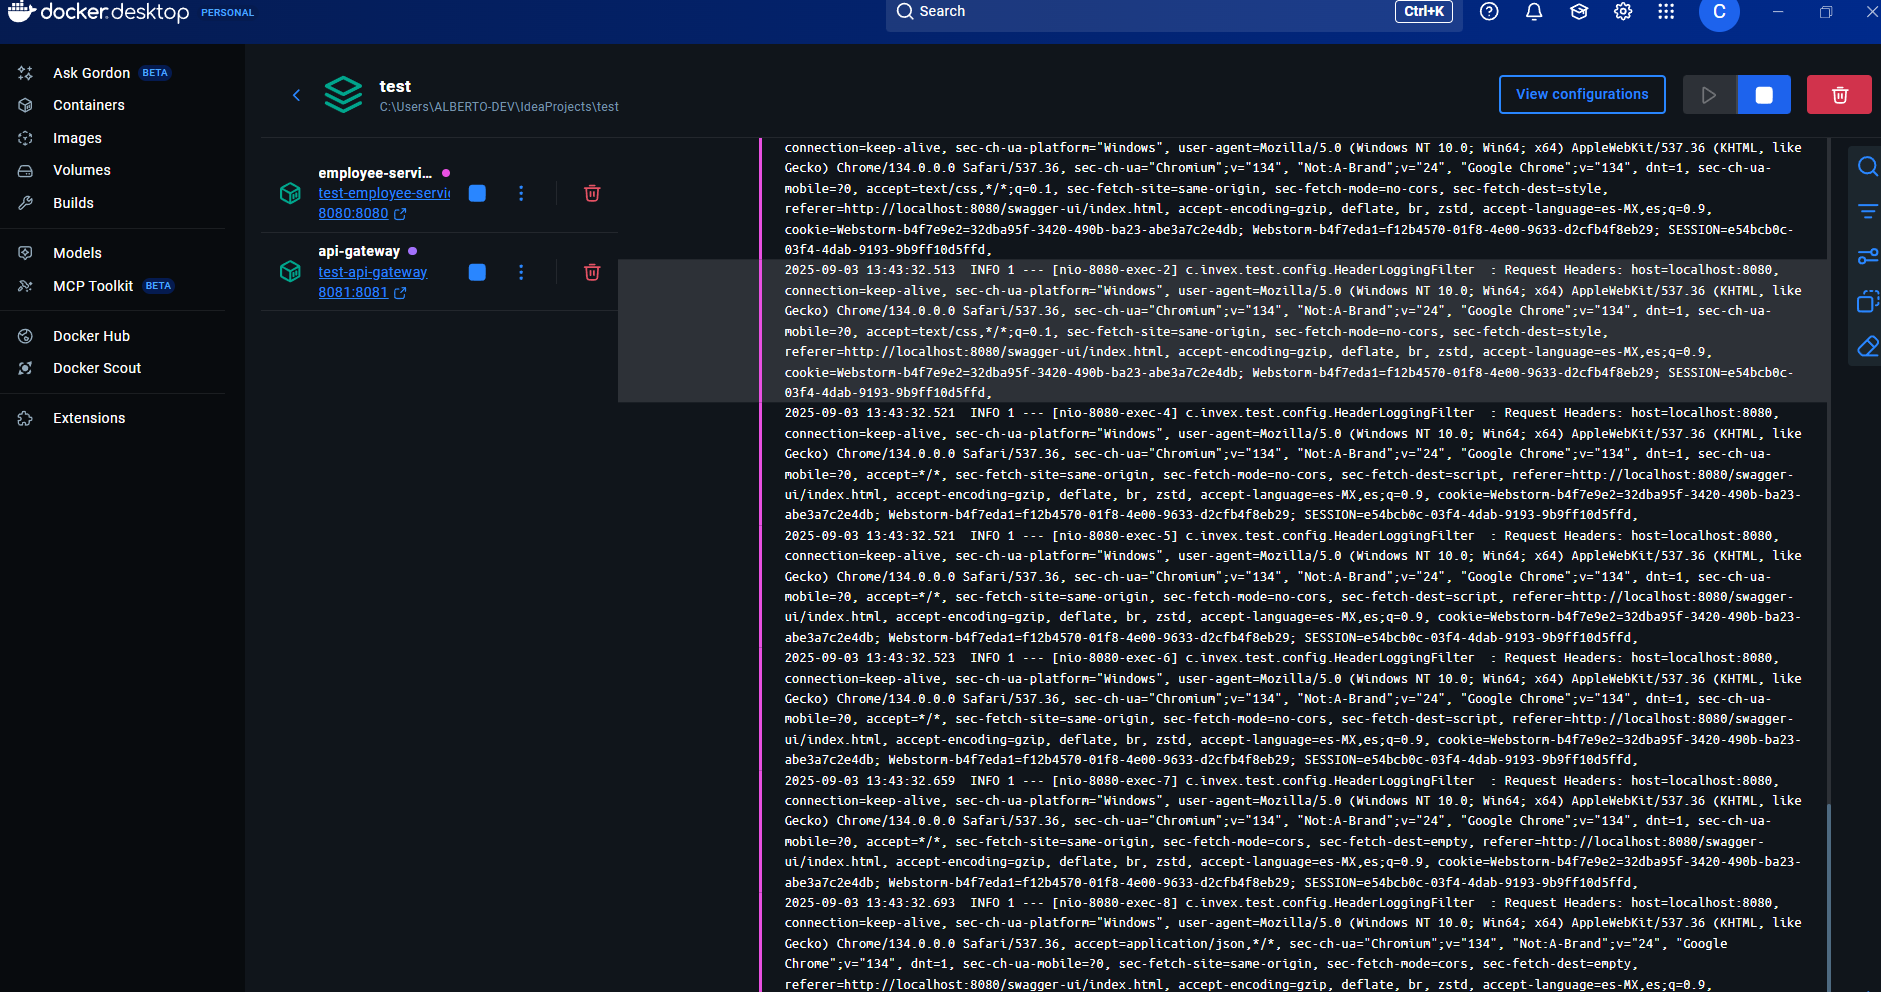 docker.desktop PERSONAL
Search Ctrl+K
C
Ask Gordon BETA
Containers
Images
Volumes
Builds
Models
MCP Toolkit BETA
Docker Hub
Docker Scout
Extensions
test
C:\Users\ALBERTO-DEV\IdeaProjects\test
View configurations
employee-servi...
test-employee-servi
8080:8080
api-gateway
test-api-gateway
8081:8081
connection=keep-alive, sec-ch-ua-platform="Windows", user-agent=Mozilla/5.0 (Windows NT 10.0; Win64; x64) AppleWebKit/537.36 (KHTML, like
Gecko) Chrome/134.0.0.0 Safari/537.36, sec-ch-ua="Chromium";v="134", "Not:A-Brand";v="24", "Google Chrome";v="134", dnt=1, sec-ch-ua-
mobile=?0, accept=text/css,*/*;q=0.1, sec-fetch-site=same-origin, sec-fetch-mode=no-cors, sec-fetch-dest=style,
referer=http://localhost:8080/swagger-ui/index.html, accept-encoding=gzip, deflate, br, zstd, accept-language=es-MX,es;q=0.9,
cookie=Webstorm-b4f7e9e2=32dba95f-3420-490b-ba23-abe3a7c2e4db; Webstorm-b4f7eda1=f12b4570-01f8-4e00-9633-d2cfb4f8eb29; SESSION=e54bcb0c-
03f4-4dab-9193-9b9ff10d5ffd,
2025-09-03 13:43:32.513  INFO 1 --- [nio-8080-exec-2] c.invex.test.config.HeaderLoggingFilter  : Request Headers: host=localhost:8080,
connection=keep-alive, sec-ch-ua-platform="Windows", user-agent=Mozilla/5.0 (Windows NT 10.0; Win64; x64) AppleWebKit/537.36 (KHTML, like
Gecko) Chrome/134.0.0.0 Safari/537.36, sec-ch-ua="Chromium";v="134", "Not:A-Brand";v="24", "Google Chrome";v="134", dnt=1, sec-ch-ua-
mobile=?0, accept=text/css,*/*;q=0.1, sec-fetch-site=same-origin, sec-fetch-mode=no-cors, sec-fetch-dest=style,
referer=http://localhost:8080/swagger-ui/index.html, accept-encoding=gzip, deflate, br, zstd, accept-language=es-MX,es;q=0.9,
cookie=Webstorm-b4f7e9e2=32dba95f-3420-490b-ba23-abe3a7c2e4db; Webstorm-b4f7eda1=f12b4570-01f8-4e00-9633-d2cfb4f8eb29; SESSION=e54bcb0c-
03f4-4dab-9193-9b9ff10d5ffd,
2025-09-03 13:43:32.521  INFO 1 --- [nio-8080-exec-4] c.invex.test.config.HeaderLoggingFilter  : Request Headers: host=localhost:8080,
connection=keep-alive, sec-ch-ua-platform="Windows", user-agent=Mozilla/5.0 (Windows NT 10.0; Win64; x64) AppleWebKit/537.36 (KHTML, like
Gecko) Chrome/134.0.0.0 Safari/537.36, sec-ch-ua="Chromium";v="134", "Not:A-Brand";v="24", "Google Chrome";v="134", dnt=1, sec-ch-ua-
mobile=?0, accept=*/*, sec-fetch-site=same-origin, sec-fetch-mode=no-cors, sec-fetch-dest=script, referer=http://localhost:8080/swagger-
ui/index.html, accept-encoding=gzip, deflate, br, zstd, accept-language=es-MX,es;q=0.9, cookie=Webstorm-b4f7e9e2=32dba95f-3420-490b-ba23-
abe3a7c2e4db; Webstorm-b4f7eda1=f12b4570-01f8-4e00-9633-d2cfb4f8eb29; SESSION=e54bcb0c-03f4-4dab-9193-9b9ff10d5ffd,
2025-09-03 13:43:32.521  INFO 1 --- [nio-8080-exec-5] c.invex.test.config.HeaderLoggingFilter  : Request Headers: host=localhost:8080,
connection=keep-alive, sec-ch-ua-platform="Windows", user-agent=Mozilla/5.0 (Windows NT 10.0; Win64; x64) AppleWebKit/537.36 (KHTML, like
Gecko) Chrome/134.0.0.0 Safari/537.36, sec-ch-ua="Chromium";v="134", "Not:A-Brand";v="24", "Google Chrome";v="134", dnt=1, sec-ch-ua-
mobile=?0, accept=*/*, sec-fetch-site=same-origin, sec-fetch-mode=no-cors, sec-fetch-dest=script, referer=http://localhost:8080/swagger-
ui/index.html, accept-encoding=gzip, deflate, br, zstd, accept-language=es-MX,es;q=0.9, cookie=Webstorm-b4f7e9e2=32dba95f-3420-490b-ba23-
abe3a7c2e4db; Webstorm-b4f7eda1=f12b4570-01f8-4e00-9633-d2cfb4f8eb29; SESSION=e54bcb0c-03f4-4dab-9193-9b9ff10d5ffd,
2025-09-03 13:43:32.523  INFO 1 --- [nio-8080-exec-6] c.invex.test.config.HeaderLoggingFilter  : Request Headers: host=localhost:8080,
connection=keep-alive, sec-ch-ua-platform="Windows", user-agent=Mozilla/5.0 (Windows NT 10.0; Win64; x64) AppleWebKit/537.36 (KHTML, like
Gecko) Chrome/134.0.0.0 Safari/537.36, sec-ch-ua="Chromium";v="134", "Not:A-Brand";v="24", "Google Chrome";v="134", dnt=1, sec-ch-ua-
mobile=?0, accept=*/*, sec-fetch-site=same-origin, sec-fetch-mode=no-cors, sec-fetch-dest=script, referer=http://localhost:8080/swagger-
ui/index.html, accept-encoding=gzip, deflate, br, zstd, accept-language=es-MX,es;q=0.9, cookie=Webstorm-b4f7e9e2=32dba95f-3420-490b-ba23-
abe3a7c2e4db; Webstorm-b4f7eda1=f12b4570-01f8-4e00-9633-d2cfb4f8eb29; SESSION=e54bcb0c-03f4-4dab-9193-9b9ff10d5ffd,
2025-09-03 13:43:32.659  INFO 1 --- [nio-8080-exec-7] c.invex.test.config.HeaderLoggingFilter  : Request Headers: host=localhost:8080,
connection=keep-alive, sec-ch-ua-platform="Windows", user-agent=Mozilla/5.0 (Windows NT 10.0; Win64; x64) AppleWebKit/537.36 (KHTML, like
Gecko) Chrome/134.0.0.0 Safari/537.36, sec-ch-ua="Chromium";v="134", "Not:A-Brand";v="24", "Google Chrome";v="134", dnt=1, sec-ch-ua-
mobile=?0, accept=*/*, sec-fetch-site=same-origin, sec-fetch-mode=cors, sec-fetch-dest=empty, referer=http://localhost:8080/swagger-
ui/index.html, accept-encoding=gzip, deflate, br, zstd, accept-language=es-MX,es;q=0.9, cookie=Webstorm-b4f7e9e2=32dba95f-3420-490b-ba23-
abe3a7c2e4db; Webstorm-b4f7eda1=f12b4570-01f8-4e00-9633-d2cfb4f8eb29; SESSION=e54bcb0c-03f4-4dab-9193-9b9ff10d5ffd,
2025-09-03 13:43:32.693  INFO 1 --- [nio-8080-exec-8] c.invex.test.config.HeaderLoggingFilter  : Request Headers: host=localhost:8080,
connection=keep-alive, sec-ch-ua-platform="Windows", user-agent=Mozilla/5.0 (Windows NT 10.0; Win64; x64) AppleWebKit/537.36 (KHTML, like
Gecko) Chrome/134.0.0.0 Safari/537.36, accept=application/json,*/*, sec-ch-ua="Chromium";v="134", "Not:A-Brand";v="24", "Google
Chrome";v="134", dnt=1, sec-ch-ua-mobile=?0, sec-fetch-site=same-origin, sec-fetch-mode=cors, sec-fetch-dest=empty,
referer=http://localhost:8080/swagger-ui/index.html, accept-encoding=gzip, deflate, br, zstd, accept-language=es-MX,es;q=0.9,